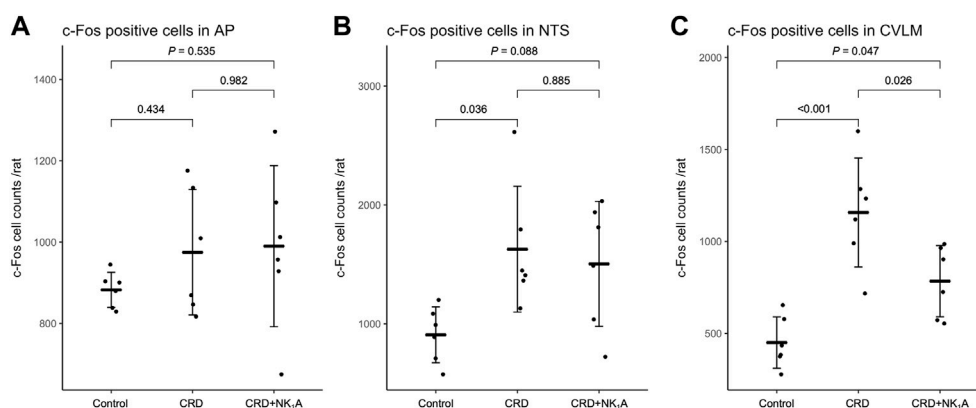 A
c-Fos positive cells in AP
P = 0.535
0.982
0.434
1400
1200
1000
800
c-Fos cell counts /rat
Control
CRD
CRD+NK₁A
B
c-Fos positive cells in NTS
P = 0.088
0.885
0.036
3000
2000
1000
c-Fos cell counts /rat
Control
CRD
CRD+NK₁A
C
c-Fos positive cells in CVLM
P = 0.047
0.026
<0.001
2000
1500
1000
500
c-Fos cell counts /rat
Control
CRD
CRD+NK₁A